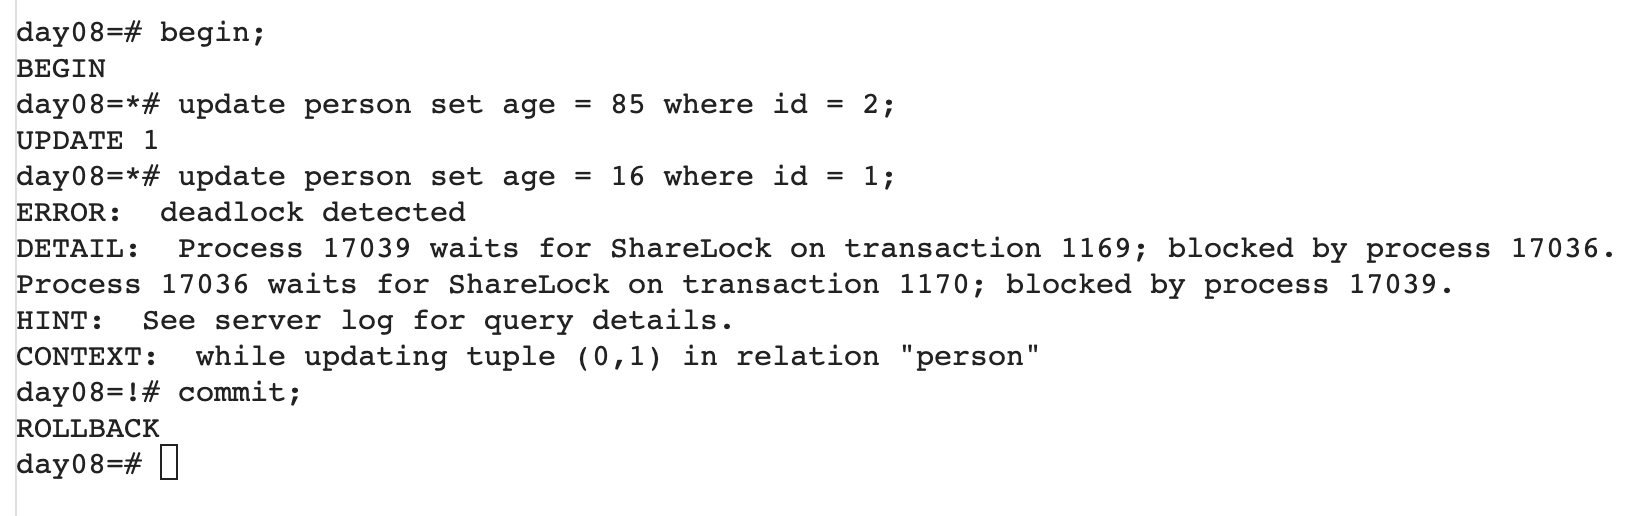 day08=# begin;
BEGIN
day08=*# update person set age = 85 where id = 2;
UPDATE 1
day08=*# update person set age = 16 where id = 1;
ERROR:  deadlock detected
DETAIL:  Process 17039 waits for ShareLock on transaction 1169; blocked by process 17036.
Process 17036 waits for ShareLock on transaction 1170; blocked by process 17039.
HINT:  See server log for query details.
CONTEXT:  while updating tuple (0,1) in relation "person"
day08=!# commit;
ROLLBACK
day08=#